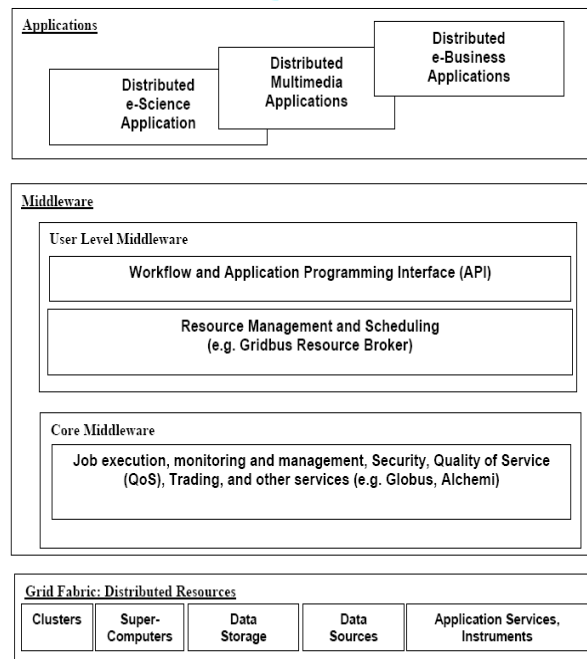 Applications
Distributed
e-Science
Application
Distributed
Multimedia
Applications
Distributed
e-Business
Applications
Middleware
User Level Middleware
Workflow and Application Programming Interface (API)
Resource Management and Scheduling
(e.g. Gridbus Resource Broker)
Core Middleware
Job execution, monitoring and management, Security, Quality of Service
(QoS), Trading, and other services (e.g. Globus, Alchemi)
Grid Fabric: Distributed Resources
Clusters
Super-
Computers
Data
Storage
Data
Sources
Application Services,
Instruments